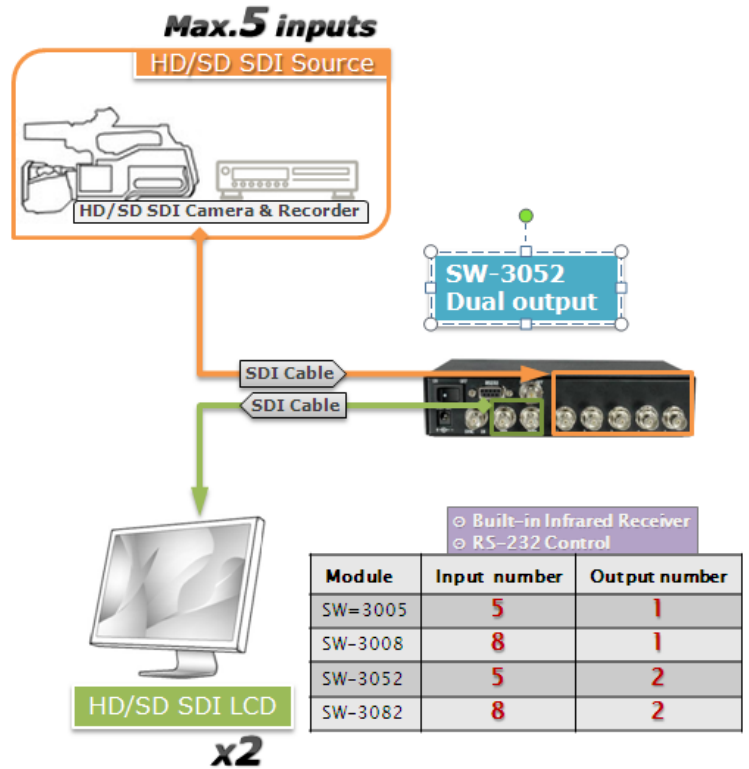 Max.5 inputs
HD/SD SDI Source
HD/SD SDI Camera & Recorder
SW-3052
Dual output
SDI Cable
SDI Cable
⊙ Built-in Infrared Receiver
⊙ RS-232 Control
Module Input number Output number
SW=3005 5 1
SW-3008 8 1
SW-3052 5 2
SW-3082 8 2
HD/SD SDI LCD
x2